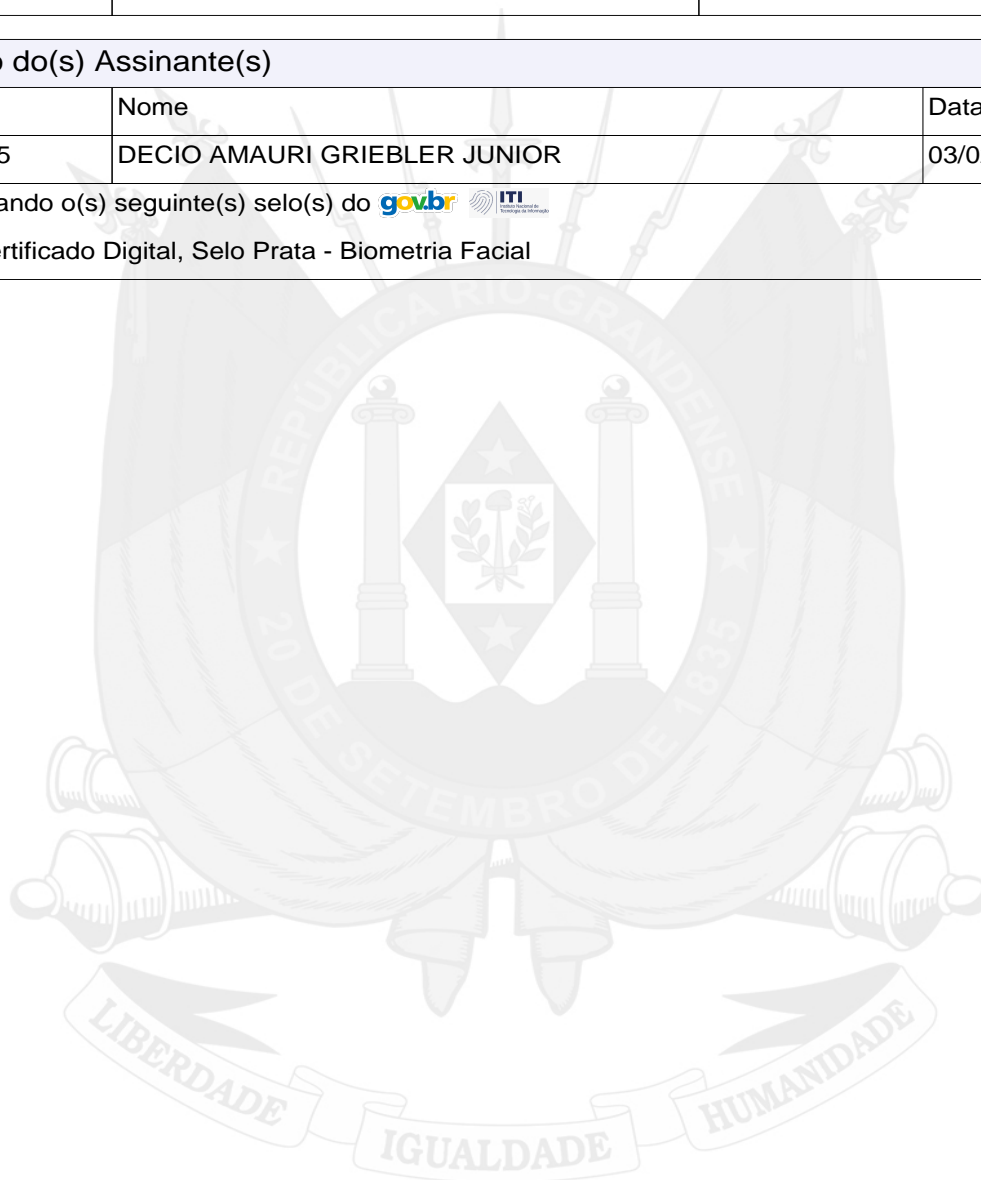 o do(s) Assinante(s)
Nome Data
5 DECIO AMAURI GRIEBLER JUNIOR 03/0
ando o(s) seguinte(s) selo(s) do gov.br ITI
rtificado Digital, Selo Prata - Biometria Facial
REPÚBLICA RIO-GRANDENSE
20 DE SETEMBRO DE 1835
LIBERDADE IGUALDADE HUMANIDADE